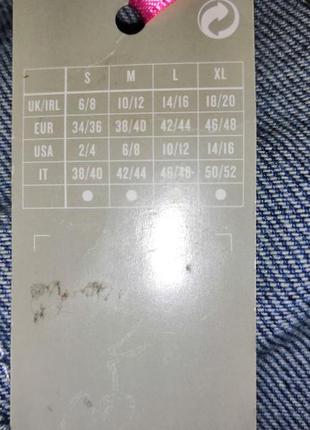 S M L XL
UK/IRL 6/8 10/12 14/16 18/20
EUR 34/36 38/40 42/44 46/48
USA 2/4 6/8 10/12 14/16
IT 38/40 42/44 46/48 50/52